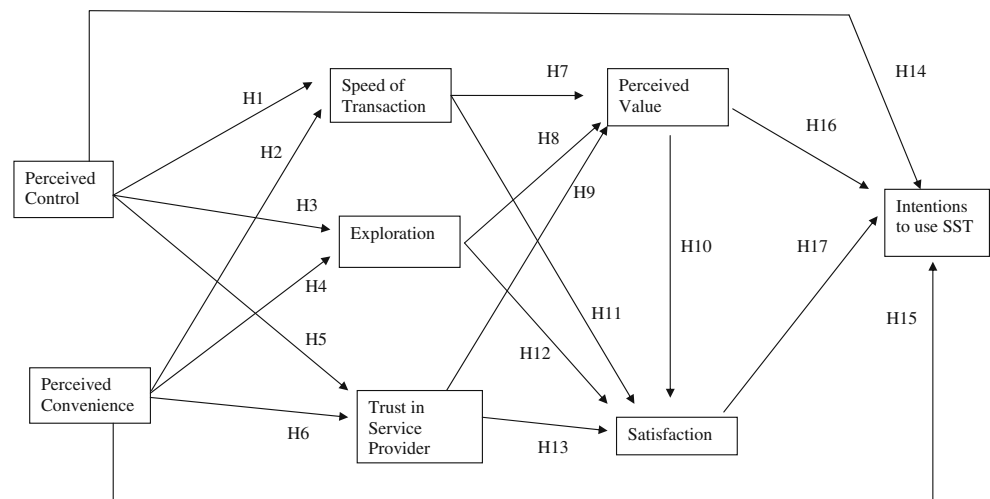 H14
Speed of
Transaction
H7
Perceived
Value
H1
H16
H8
H2
Perceived
Control
H9
Intentions
to use SST
H3
Exploration
H10
H17
H4
H11
H15
H5
H12
Perceived
Convenience
Trust in
Service
Provider
H6
Satisfaction
H13